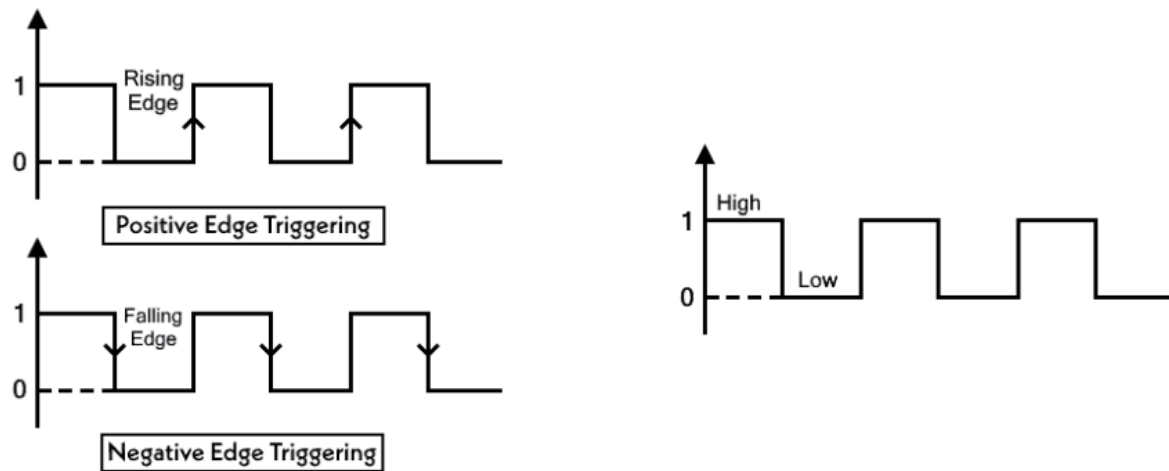 1
Rising
Edge
0
Positive Edge Triggering
1
Falling
Edge
0
Negative Edge Triggering
High
1
Low
0